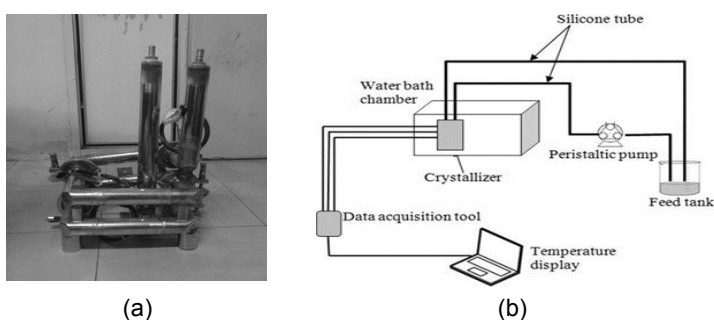 Silicone tube
Water bath
chamber
Peristaltic pump
Crystallizer
Feed tank
Data acquisition tool
Temperature
display
(a)
(b)